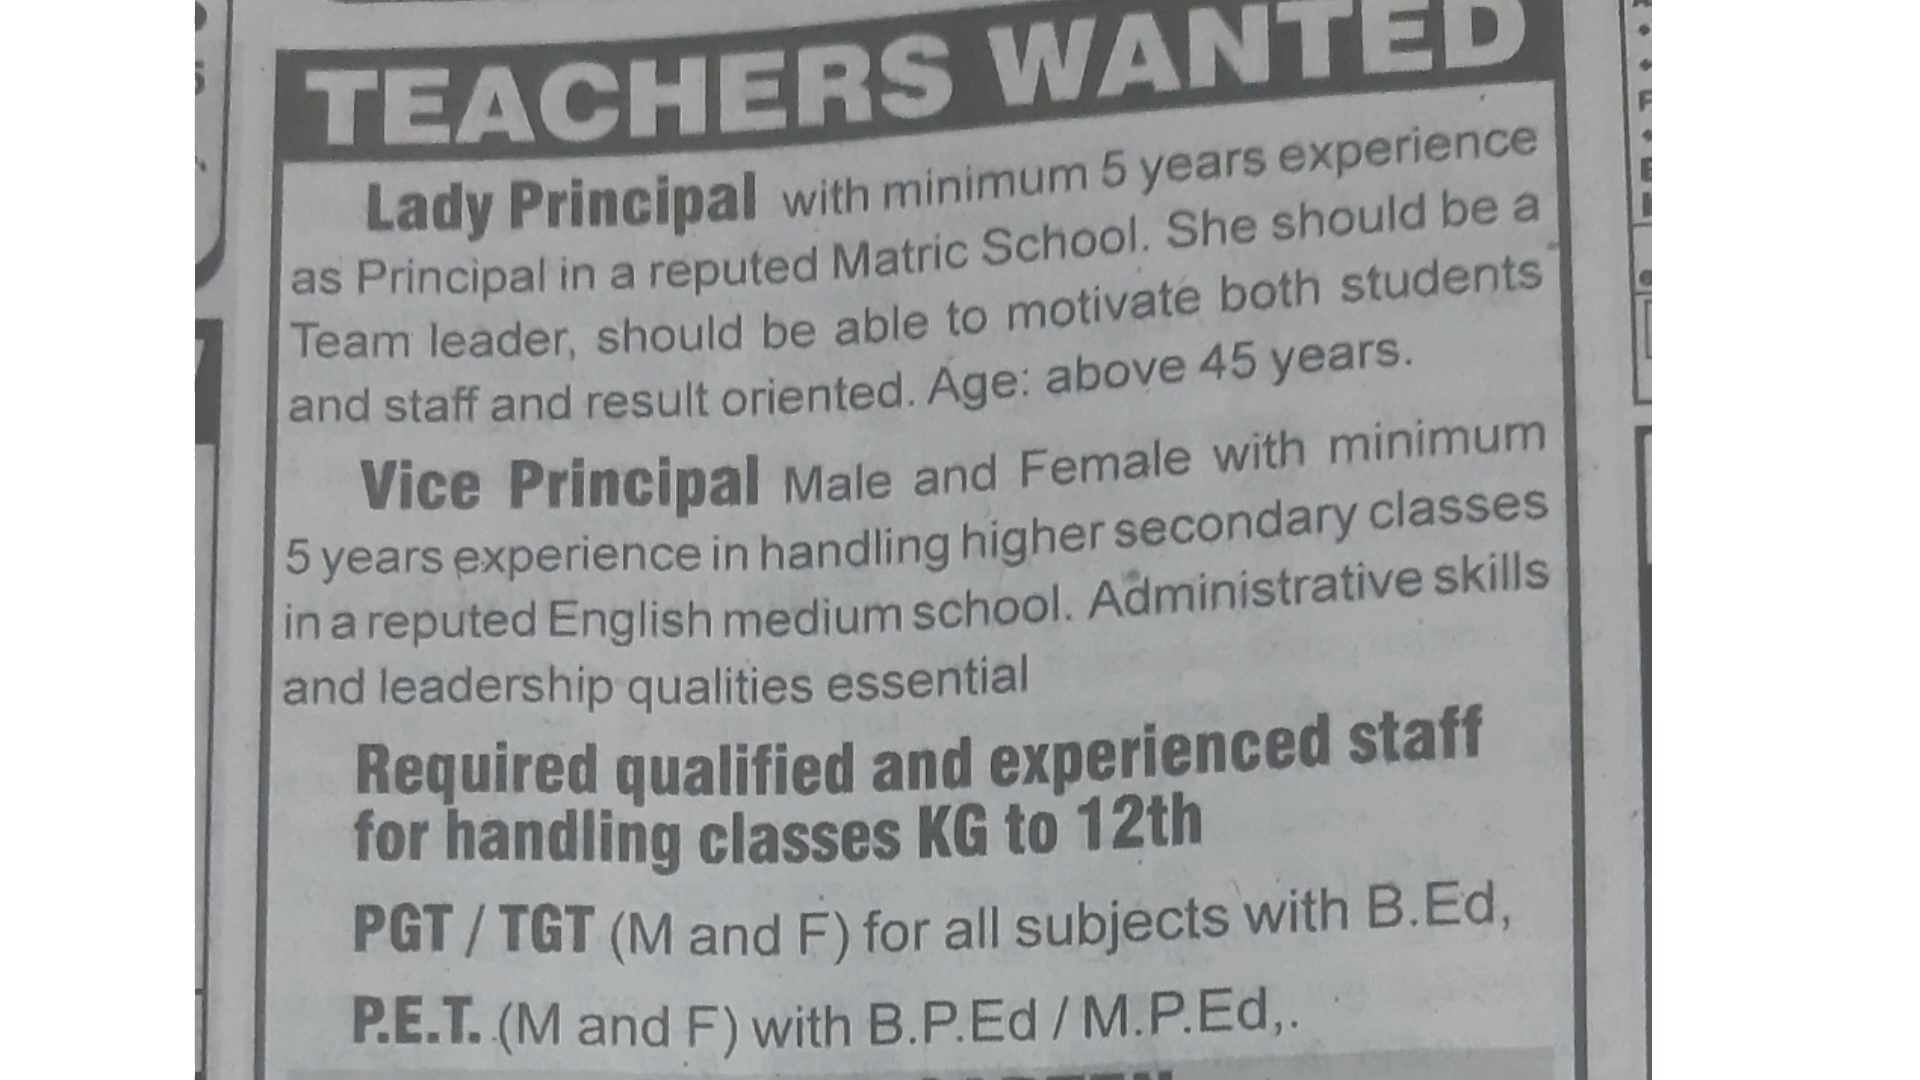 TEACHERS WANTED
Lady Principal with minimum 5 years experience
as Principal in a reputed Matric School. She should be a
Team leader, should be able to motivate both students
and staff and result oriented. Age: above 45 years.
Vice Principal Male and Female with minimum
5 years experience in handling higher secondary classes
in a reputed English medium school. Administrative skills
and leadership qualities essential
Required qualified and experienced staff
for handling classes KG to 12th
PGT / TGT (M and F) for all subjects with B.Ed,
P.E.T. (M and F) with B.P.Ed / M.P.Ed,.